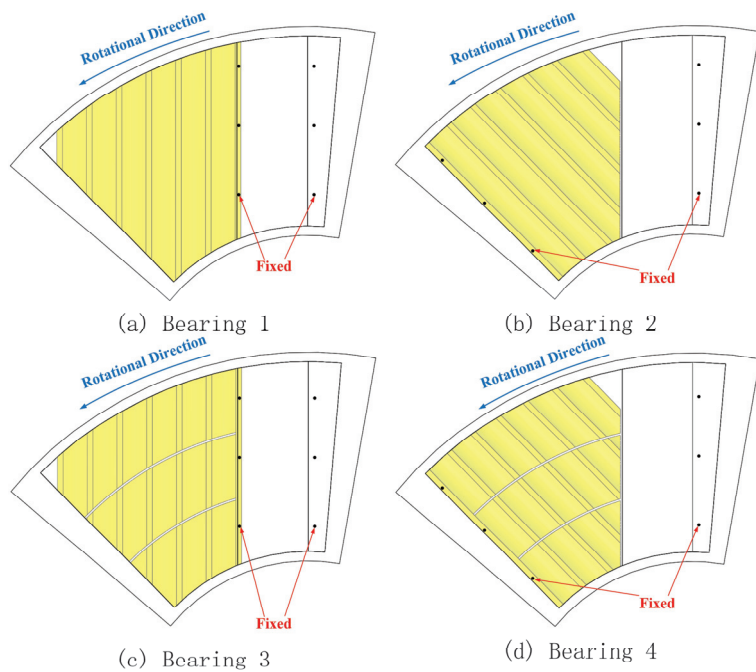 Rotational Direction
Fixed
(a) Bearing 1
Rotational Direction
Fixed
(b) Bearing 2
Rotational Direction
Fixed
(c) Bearing 3
Rotational Direction
Fixed
(d) Bearing 4